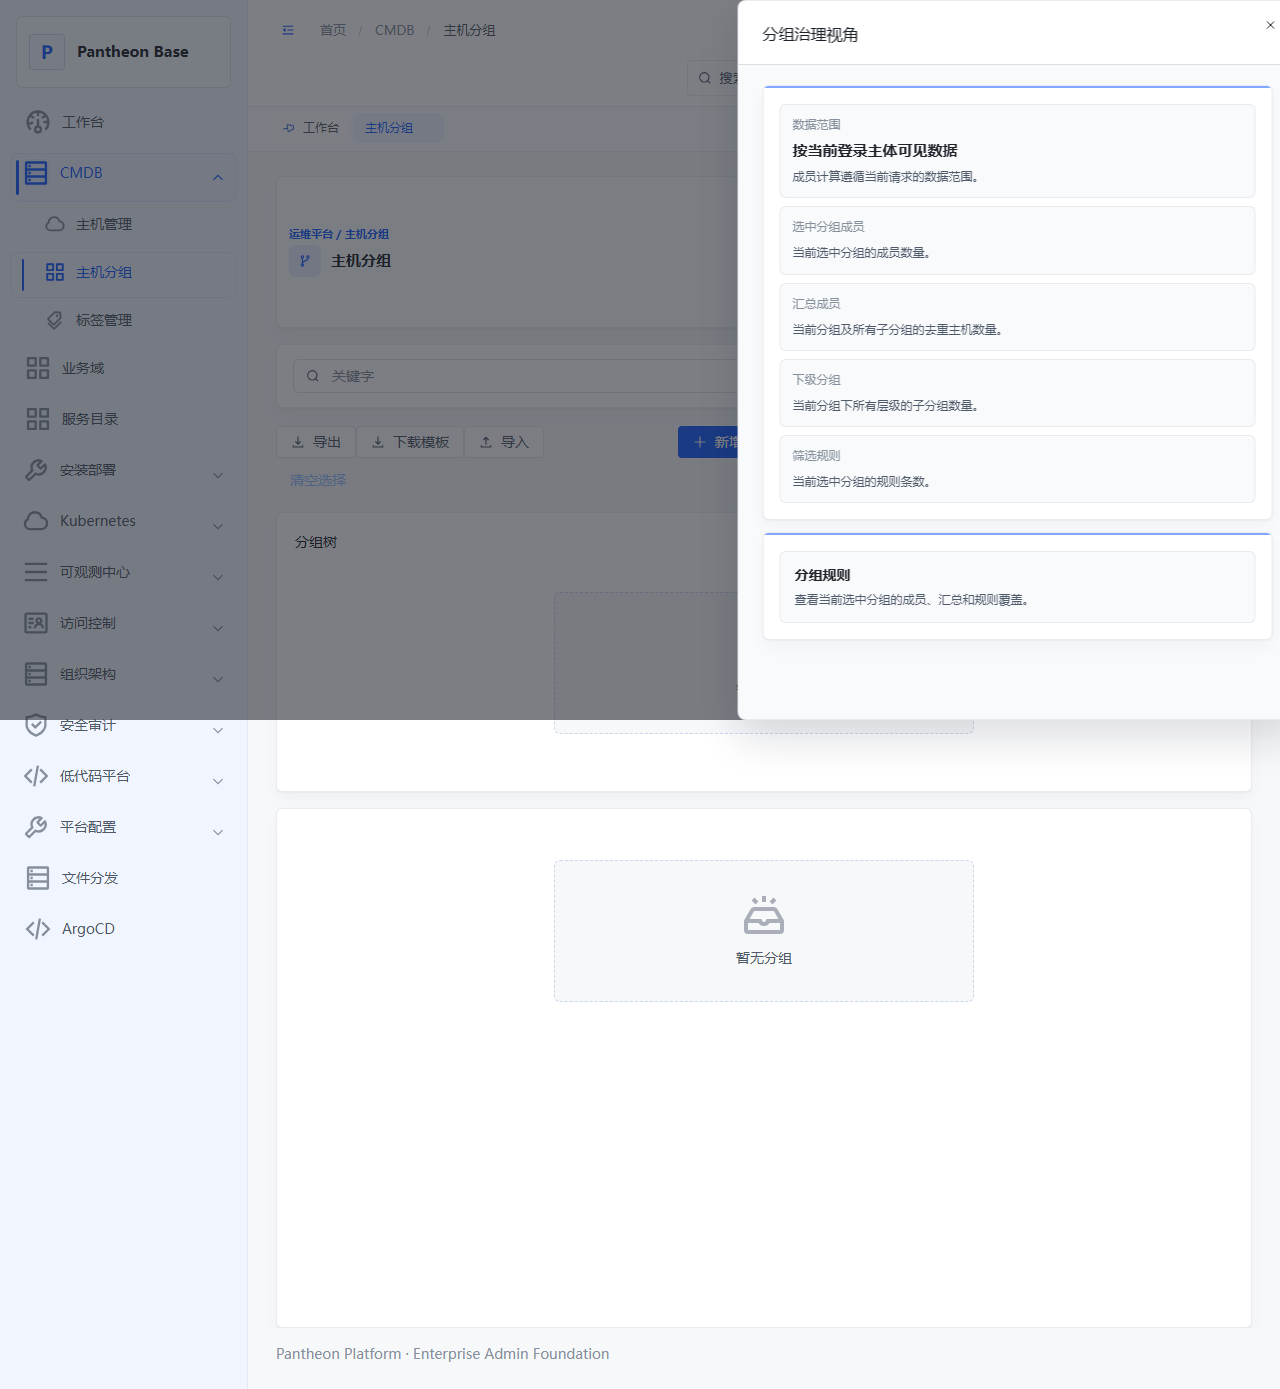 P Pantheon Base
工作台
CMDB
主机管理
主机分组
标签管理
业务域
服务目录
安装部署
Kubernetes
可观测中心
访问控制
组织架构
安全审计
低代码平台
平台配置
文件分发
ArgoCD
首页 / CMDB / 主机分组
工作台
主机分组
运维平台 / 主机分组
主机分组
关键字
导出
下载模板
导入
清空选择
分组树
暂无分组
Pantheon Platform · Enterprise Admin Foundation
分组治理视角
数据范围
按当前登录主体可见数据
成员计算遵循当前请求的数据范围。
选中分组成员
当前选中分组的成员数量。
汇总成员
当前分组及所有子分组的去重主机数量。
下级分组
当前分组下所有层级的子分组数量。
筛选规则
当前选中分组的规则条数。
分组规则
查看当前选中分组的成员、汇总和规则覆盖。